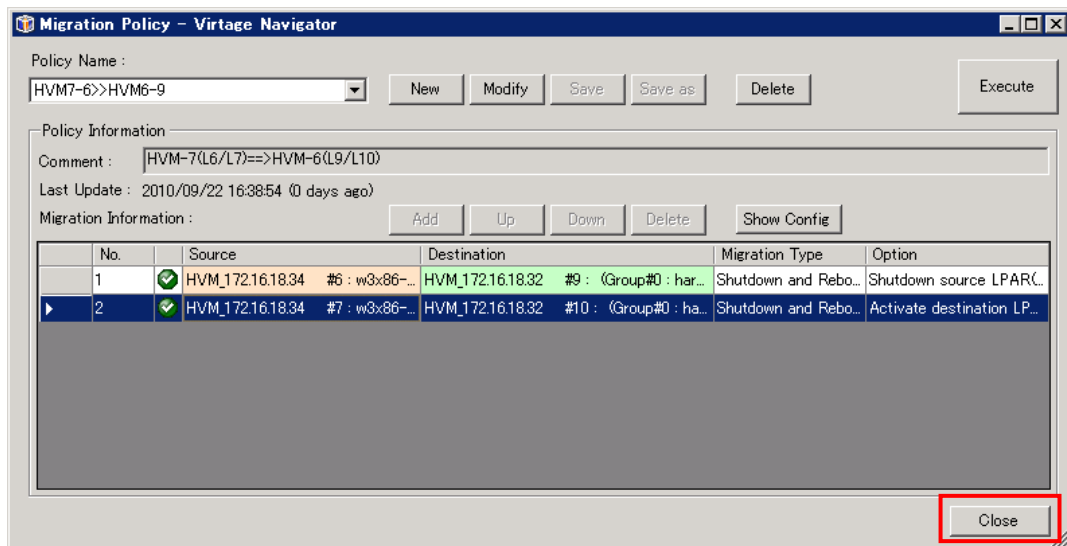 Migration Policy - Virtage Navigator
Policy Name :
HVM7-6>>HVM6-9 New Modify Save Save as Delete Execute
Policy Information
Comment : HVM-7(L6/L7)==>HVM-6(L9/L10)
Last Update : 2010/09/22 16:38:54 (0 days ago)
Migration Information : Add Up Down Delete Show Config
No. Source Destination Migration Type Option
1 HVM_172.16.18.34 #6 : w3x86-... HVM_172.16.18.32 #9 : (Group#0 : har... Shutdown and Rebo... Shutdown source LPAR(...
2 HVM_172.16.18.34 #7 : w3x86-... HVM_172.16.18.32 #10 : (Group#0 : ha... Shutdown and Rebo... Activate destination LP...
Close